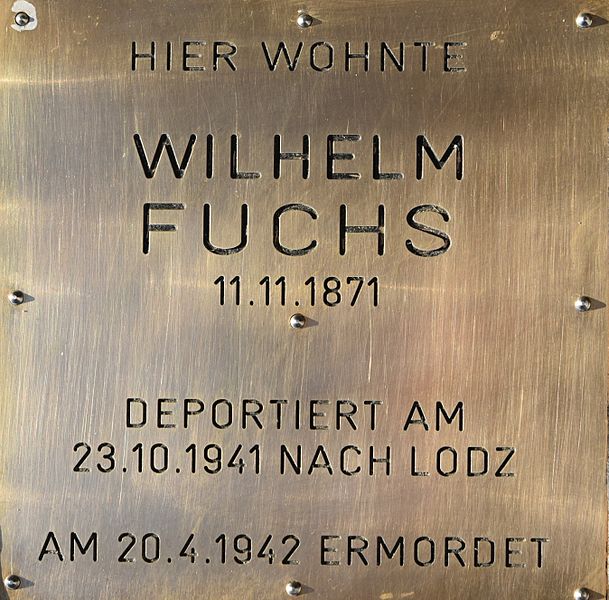 HIER WOHNTE
WILHELM
FUCHS
11.11.1871
DEPORTIERT AM
23.10.1941 NACH LODZ
AM 20.4.1942 ERMORDET